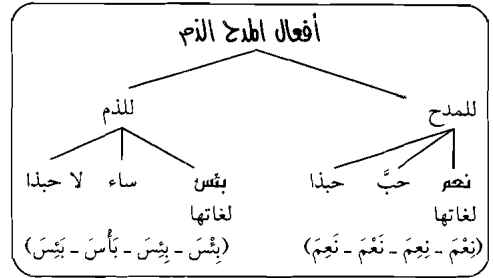 أفعال المدح الذم
للمدح للذم
نعم حبَّ حبذا بئس ساء لا حبذا
لغاتها لغاتها
(نِعْمَ - نِعِمَ - نَعْمَ - نَعِمَ) (بِئْسَ - بِئِسَ - بَأْسَ - بَئِسَ)